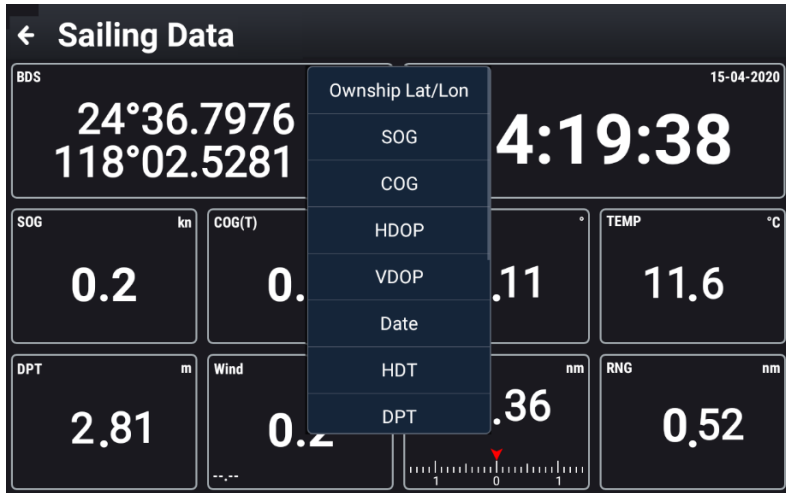 Sailing Data
BDS
24°36.7976
118°02.5281
15-04-2020
4:19:38
Ownship Lat/Lon
SOG
COG
HDOP
VDOP
Date
HDT
DPT
SOG kn
0.2
COG(T)
0.
°
.11
TEMP °C
11.6
DPT m
2.81
Wind
0.2
--.--
nm
.36
1 0 1
RNG nm
0.52